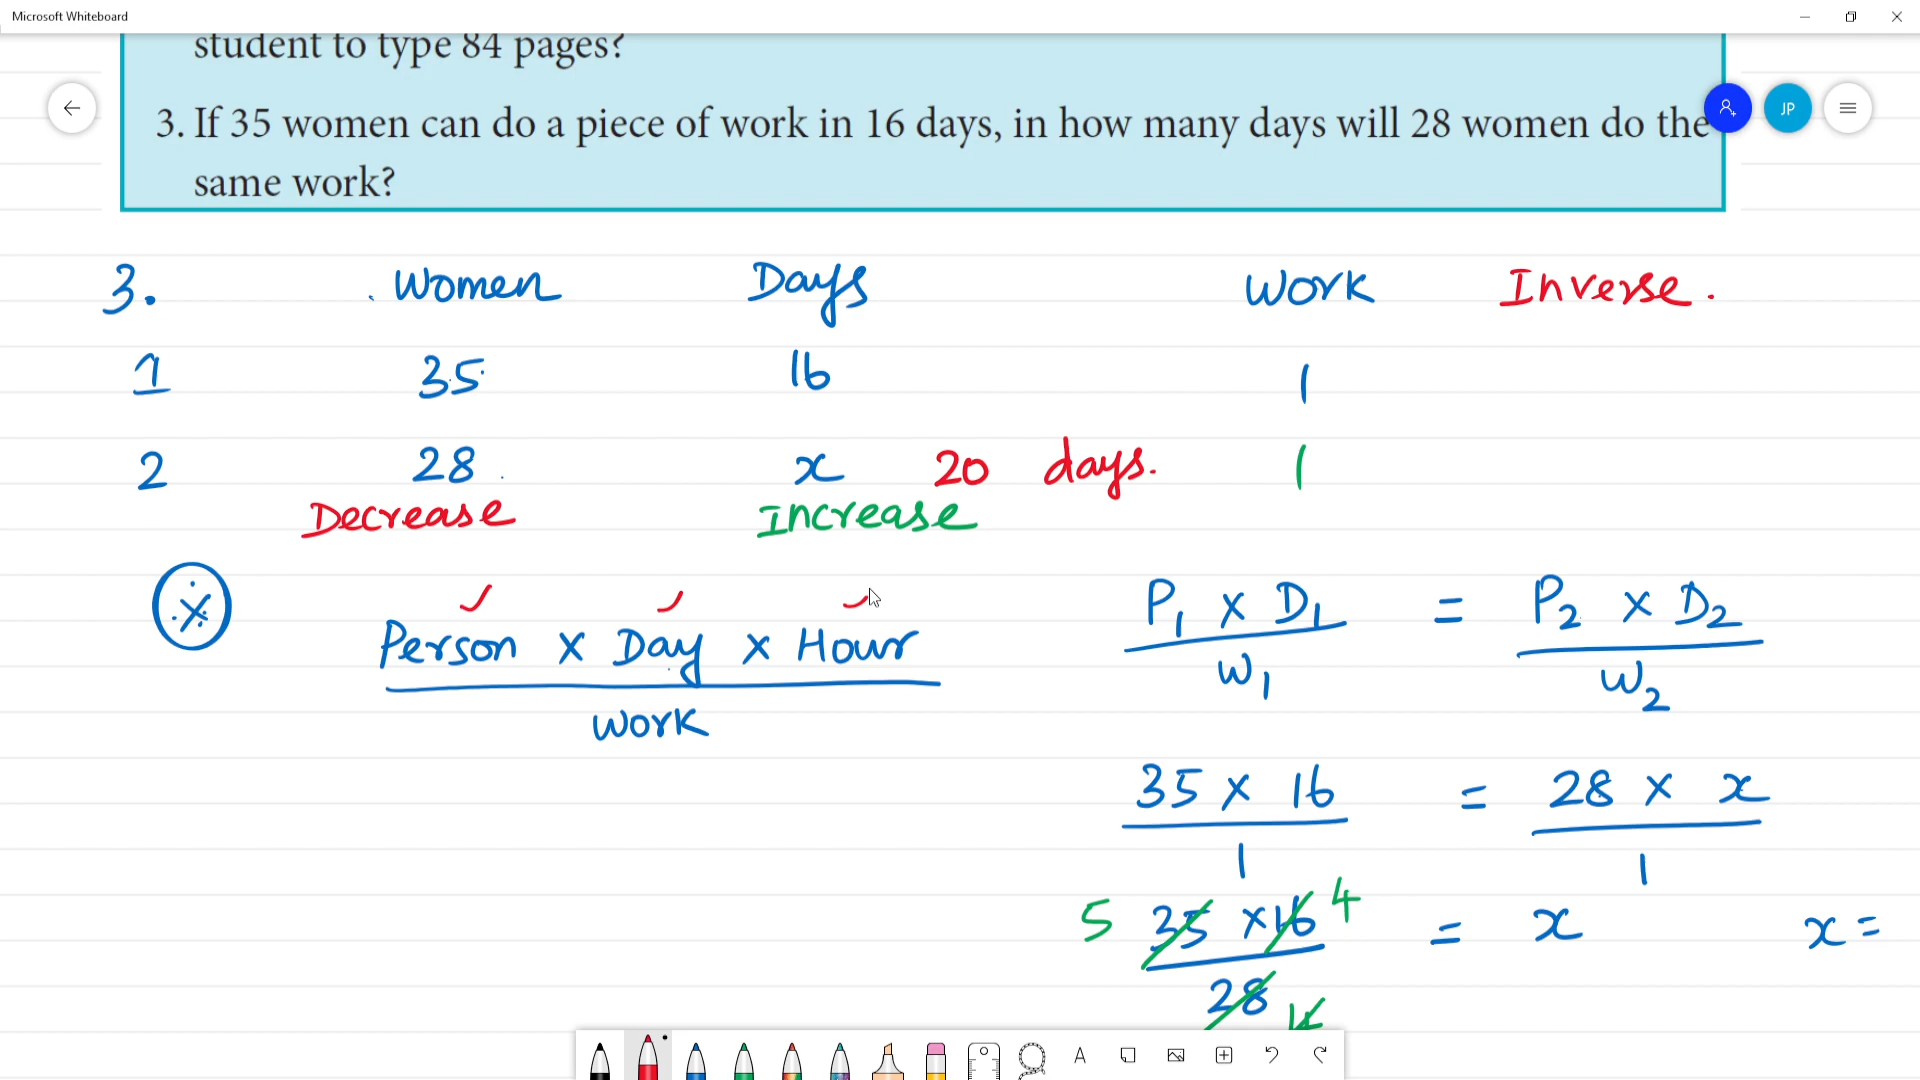 Microsoft Whiteboard
student to type 84 pages?
3. If 35 women can do a piece of work in 16 days, in how many days will 28 women do the
same work?
JP
3. Women Days Work Inverse.
1 35 16 1
2 28 x 20 days. 1
Decrease Increase
Person × Day × Hour
Work
P1 × D1 = P2 × D2
W1 W2
35 × 16 = 28 × x
1 1
5 35 × 16 4 = x x =
28 4
A